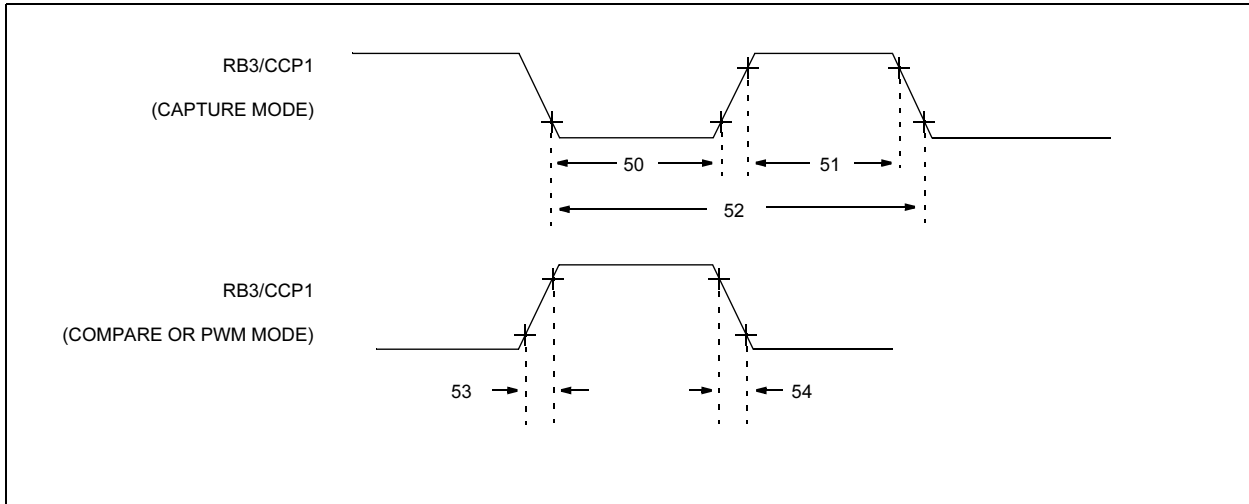 RB3/CCP1
(CAPTURE MODE)
50
51
52
RB3/CCP1
(COMPARE OR PWM MODE)
53
54